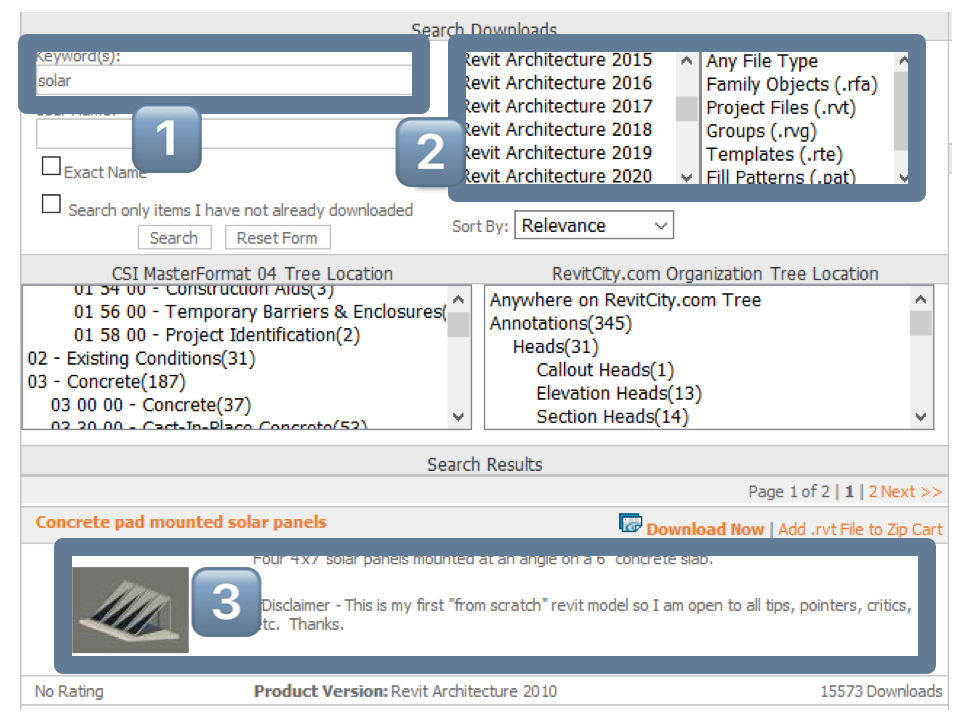 Search Downloads
Keyword(s):
solar
1
Exact Name
Search only items I have not already downloaded
Search Reset Form
2
Revit Architecture 2015
Revit Architecture 2016
Revit Architecture 2017
Revit Architecture 2018
Revit Architecture 2019
Revit Architecture 2020
Any File Type
Family Objects (.rfa)
Project Files (.rvt)
Groups (.rvg)
Templates (.rte)
Fill Patterns (.pat)
Sort By: Relevance
CSI MasterFormat 04 Tree Location
01 54 00 - Construction Aids(3)
01 56 00 - Temporary Barriers & Enclosures(
01 58 00 - Project Identification(2)
02 - Existing Conditions(31)
03 - Concrete(187)
03 00 00 - Concrete(37)
03 30 00 - Cast-In-Place Concrete(53)
RevitCity.com Organization Tree Location
Anywhere on RevitCity.com Tree
Annotations(345)
Heads(31)
Callout Heads(1)
Elevation Heads(13)
Section Heads(14)
Search Results
Page 1 of 2 | 1 | 2 Next >>
Concrete pad mounted solar panels
Download Now | Add .rvt File to Zip Cart
3
Four 4'x7' solar panels mounted at an angle on a 6" concrete slab.
Disclaimer - This is my first "from scratch" revit model so I am open to all tips, pointers, critics,
etc. Thanks.
No Rating
Product Version: Revit Architecture 2010
15573 Downloads